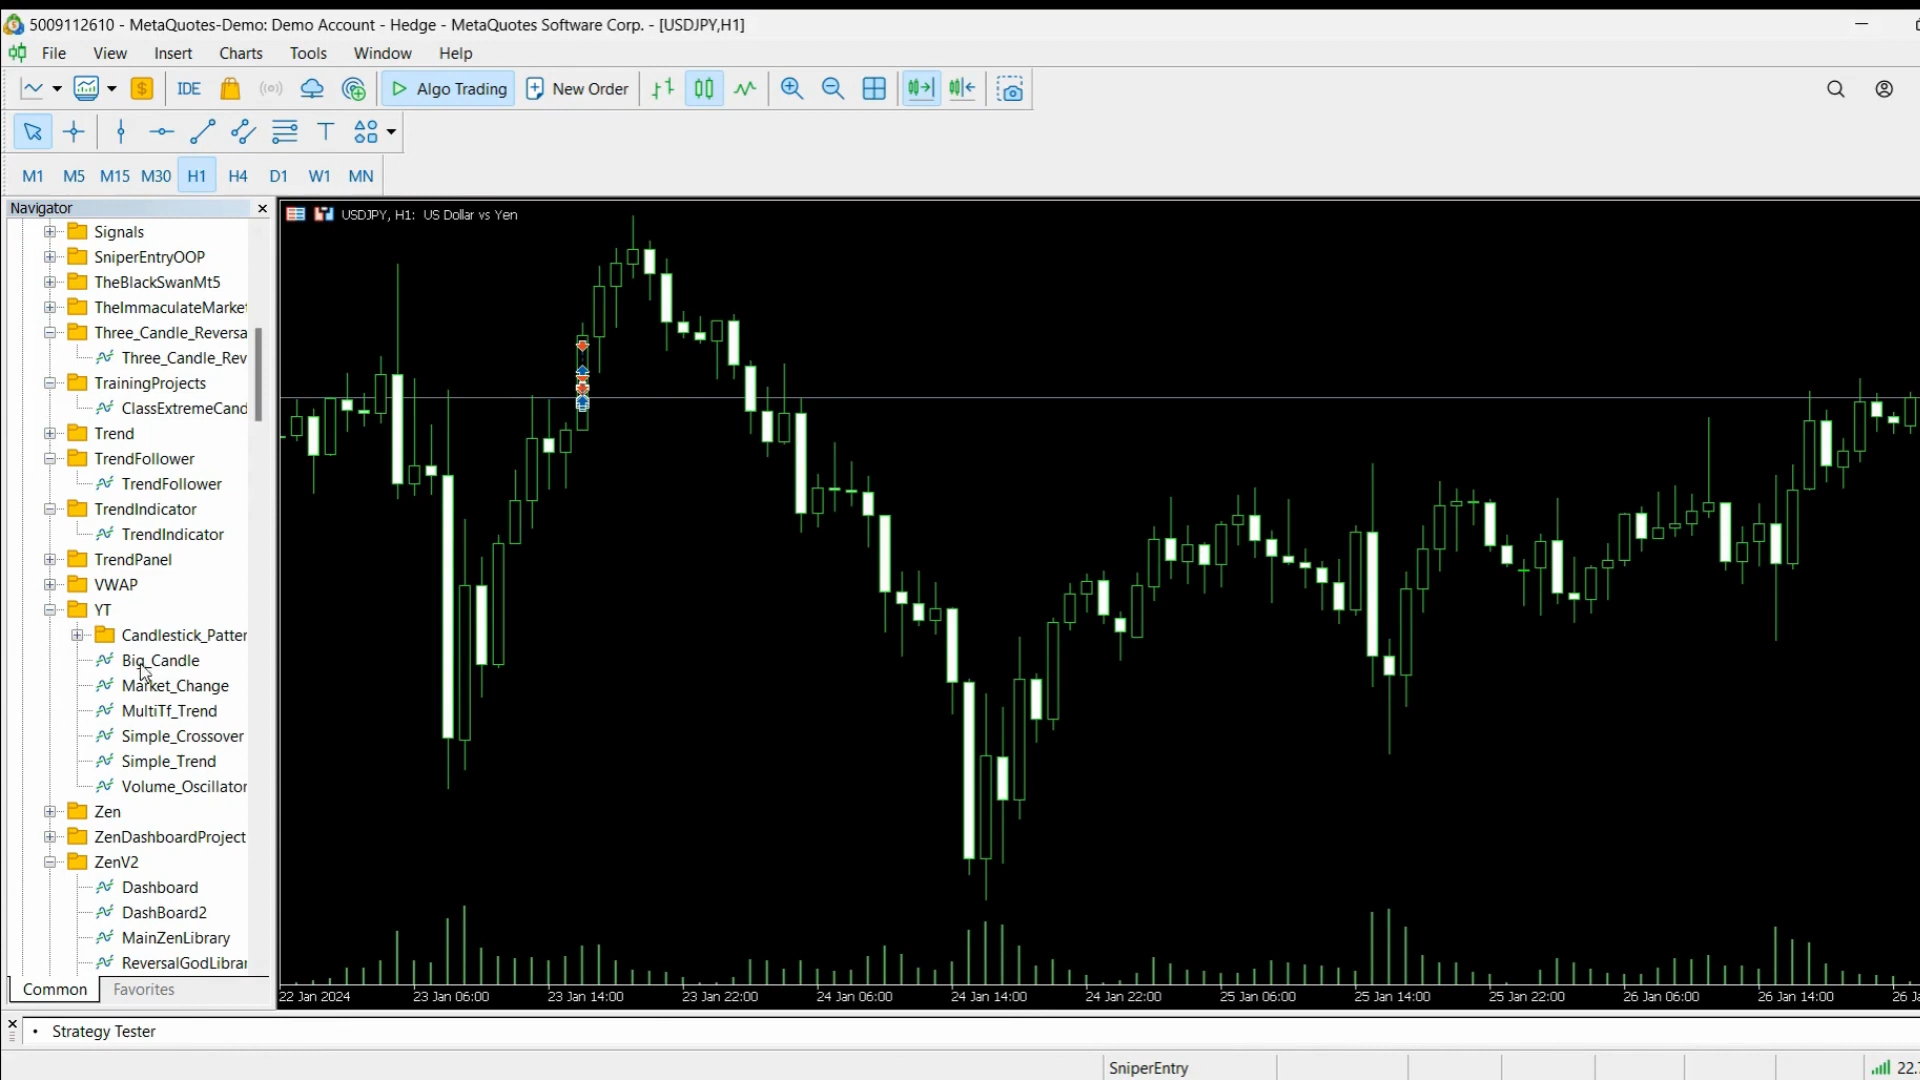 5009112610 - MetaQuotes-Demo: Demo Account - Hedge - MetaQuotes Software Corp. - [USDJPY,H1]
File View Insert Charts Tools Window Help
IDE Algo Trading New Order
M1 M5 M15 M30 H1 H4 D1 W1 MN
Navigator
USDJPY, H1: US Dollar vs Yen
Signals
SniperEntryOOP
TheBlackSwanMt5
TheImmaculateMarket
Three_Candle_Reversa
Three_Candle_Rev
TrainingProjects
ClassExtremeCand
Trend
TrendFollower
TrendFollower
TrendIndicator
TrendIndicator
TrendPanel
VWAP
YT
Candlestick_Patter
Big_Candle
Market_Change
MultiTf_Trend
Simple_Crossover
Simple_Trend
Volume_Oscillator
Zen
ZenDashboardProject
ZenV2
Dashboard
DashBoard2
MainZenLibrary
ReversalGodLibrar
Common Favorites
22 Jan 2024 23 Jan 06:00 23 Jan 14:00 23 Jan 22:00 24 Jan 06:00 24 Jan 14:00 24 Jan 22:00 25 Jan 06:00 25 Jan 14:00 25 Jan 22:00 26 Jan 06:00 26 Jan 14:00 26 Ja
Strategy Tester
SniperEntry
22.